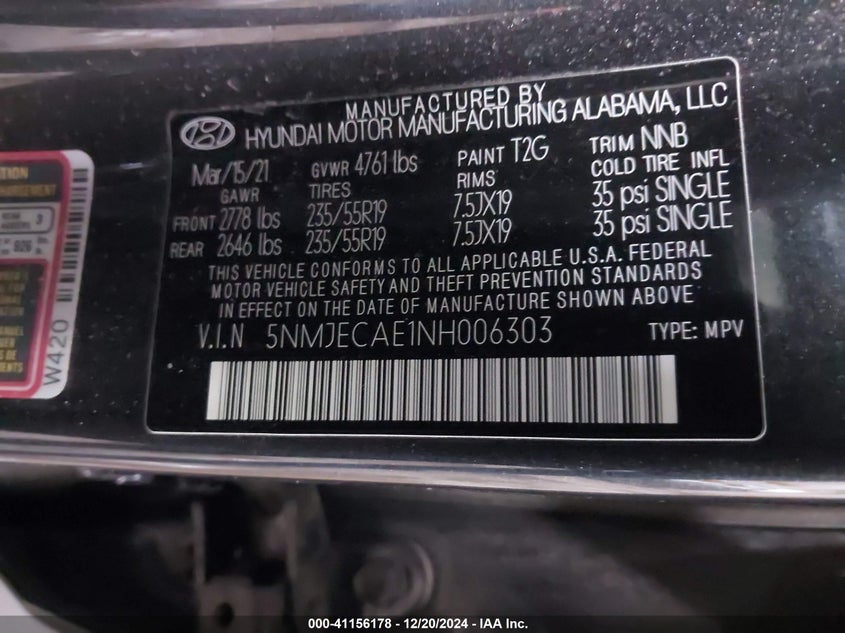 MANUFACTURED BY
HYUNDAI MOTOR MANUFACTURING ALABAMA, LLC
Mar/15/21 GVWR 4761 lbs PAINT T2G TRIM NNB
GAWR TIRES RIMS COLD TIRE INFL
FRONT 2778 lbs 235/55R19 7.5JX19 35 psi SINGLE
REAR 2646 lbs 235/55R19 7.5JX19 35 psi SINGLE
THIS VEHICLE CONFORMS TO ALL APPLICABLE U.S.A. FEDERAL
MOTOR VEHICLE SAFETY AND THEFT PREVENTION STANDARDS
IN EFFECT ON THE DATE OF MANUFACTURE SHOWN ABOVE
V.I.N 5NMJECAE1NH006303 TYPE: MPV
W420
3
000-41156178 - 12/20/2024 - IAA Inc.